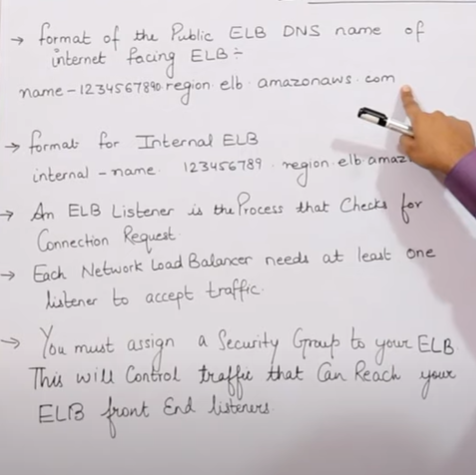 → format of the Public ELB DNS name of
internet facing ELB ÷
name-1234567890.region.elb.amazonaws.com
→ format for Internal ELB
internal-name. 123456789.region.elb.amaz
→ An ELB Listener is the Process that Checks for
Connection Request.
→ Each Network Load Balancer needs at least one
listener to accept traffic.
→ You must assign a Security Group to your ELB.
This will Control traffic that Can Reach your
ELB front End listeners.